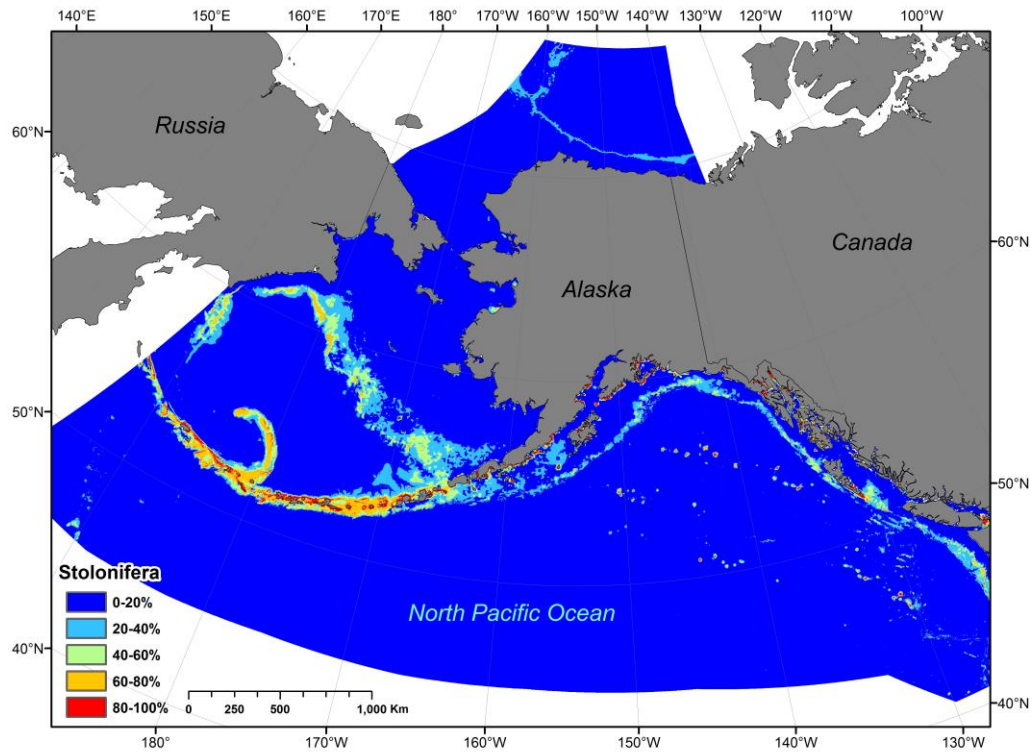 140°E 150°E 160°E 170°E 180° 170°W 160°W 150°W 140°W 130°W 120°W 110°W 100°W
60°N
Russia
Canada
60°N
Alaska
50°N
50°N
Stolonifera
0-20%
20-40%
40-60%
60-80%
80-100%
North Pacific Ocean
40°N
0 250 500 1,000 Km
40°N
180° 170°W 160°W 150°W 140°W 130°W